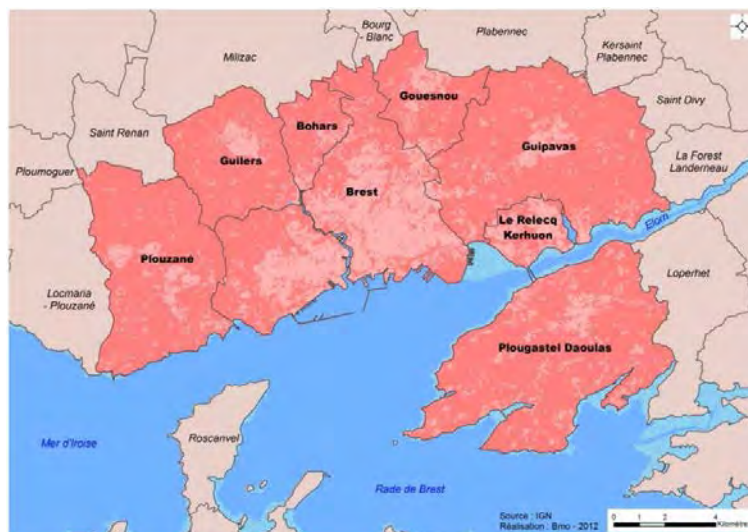 Bourg
- Blanc
Plabennec
Milizac
Kersaint
Plabennec
Gouesnou
Saint Divy
Bohars
Saint Renan
Guilers
Guipavas
Ploumoguer
La Forest
Landerneau
Brest
Le Relecq
Kerhuon
Elorn
Plouzané
Loperhet
Locmaria
- Plouzané
Plougastel Daoulas
Mer d'Iroise
Roscanvel
Rade de Brest
Source : IGN
Réalisation : Bmo - 2012
0 1 2 4
Kilomètres